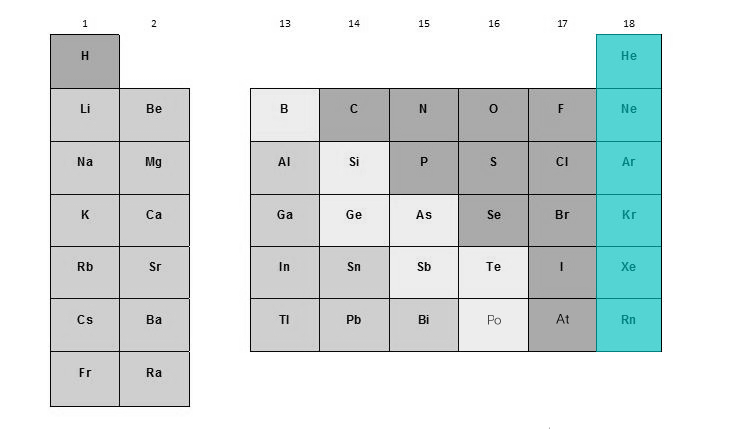 1 2 13 14 15 16 17 18
H He
Li Be B C N O F Ne
Na Mg Al Si P S Cl Ar
K Ca Ga Ge As Se Br Kr
Rb Sr In Sn Sb Te I Xe
Cs Ba Tl Pb Bi Po At Rn
Fr Ra